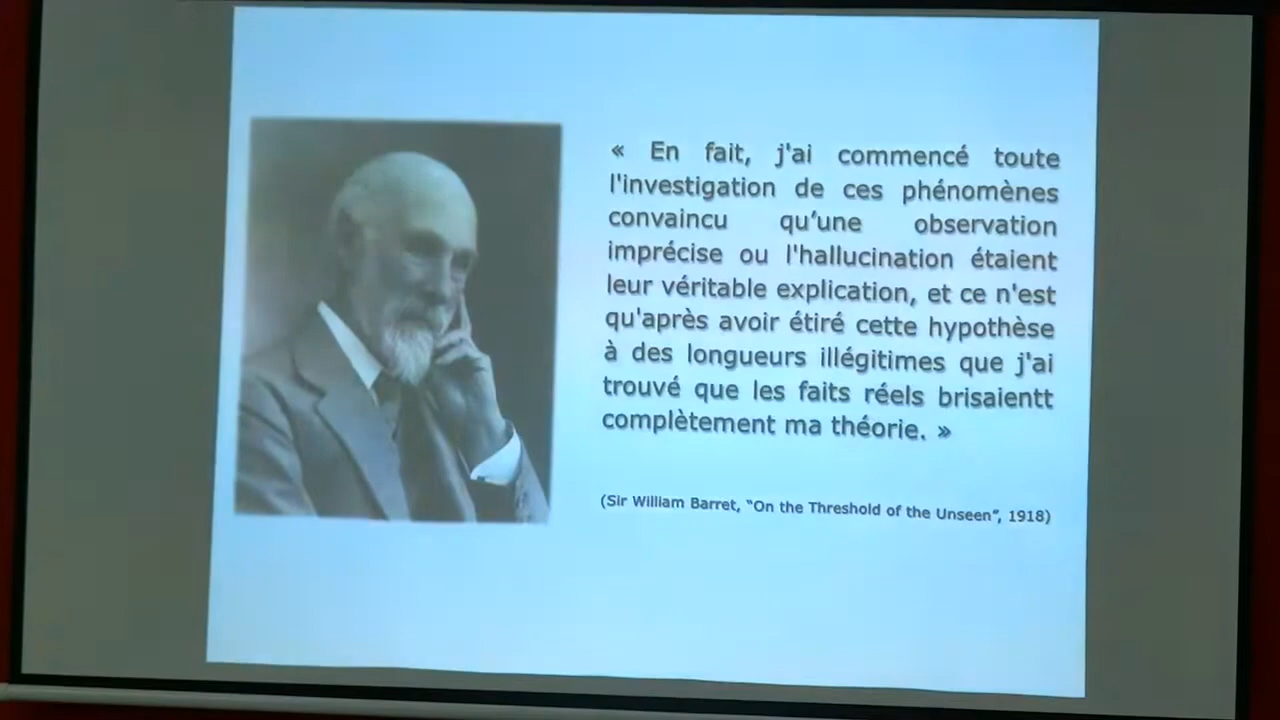 « En fait, j'ai commencé toute
l'investigation de ces phénomènes
convaincu qu'une observation
imprécise ou l'hallucination étaient
leur véritable explication, et ce n'est
qu'après avoir étiré cette hypothèse
à des longueurs illégitimes que j'ai
trouvé que les faits réels brisaientt
complètement ma théorie. »
(Sir William Barret, “On the Threshold of the Unseen”, 1918)